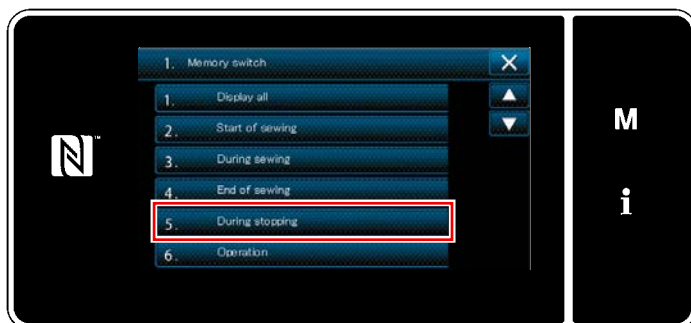 1. Memory switch
1. Display all
2. Start of sewing
3. During sewing
4. End of sewing
5. During stopping
6. Operation
N™
M
i